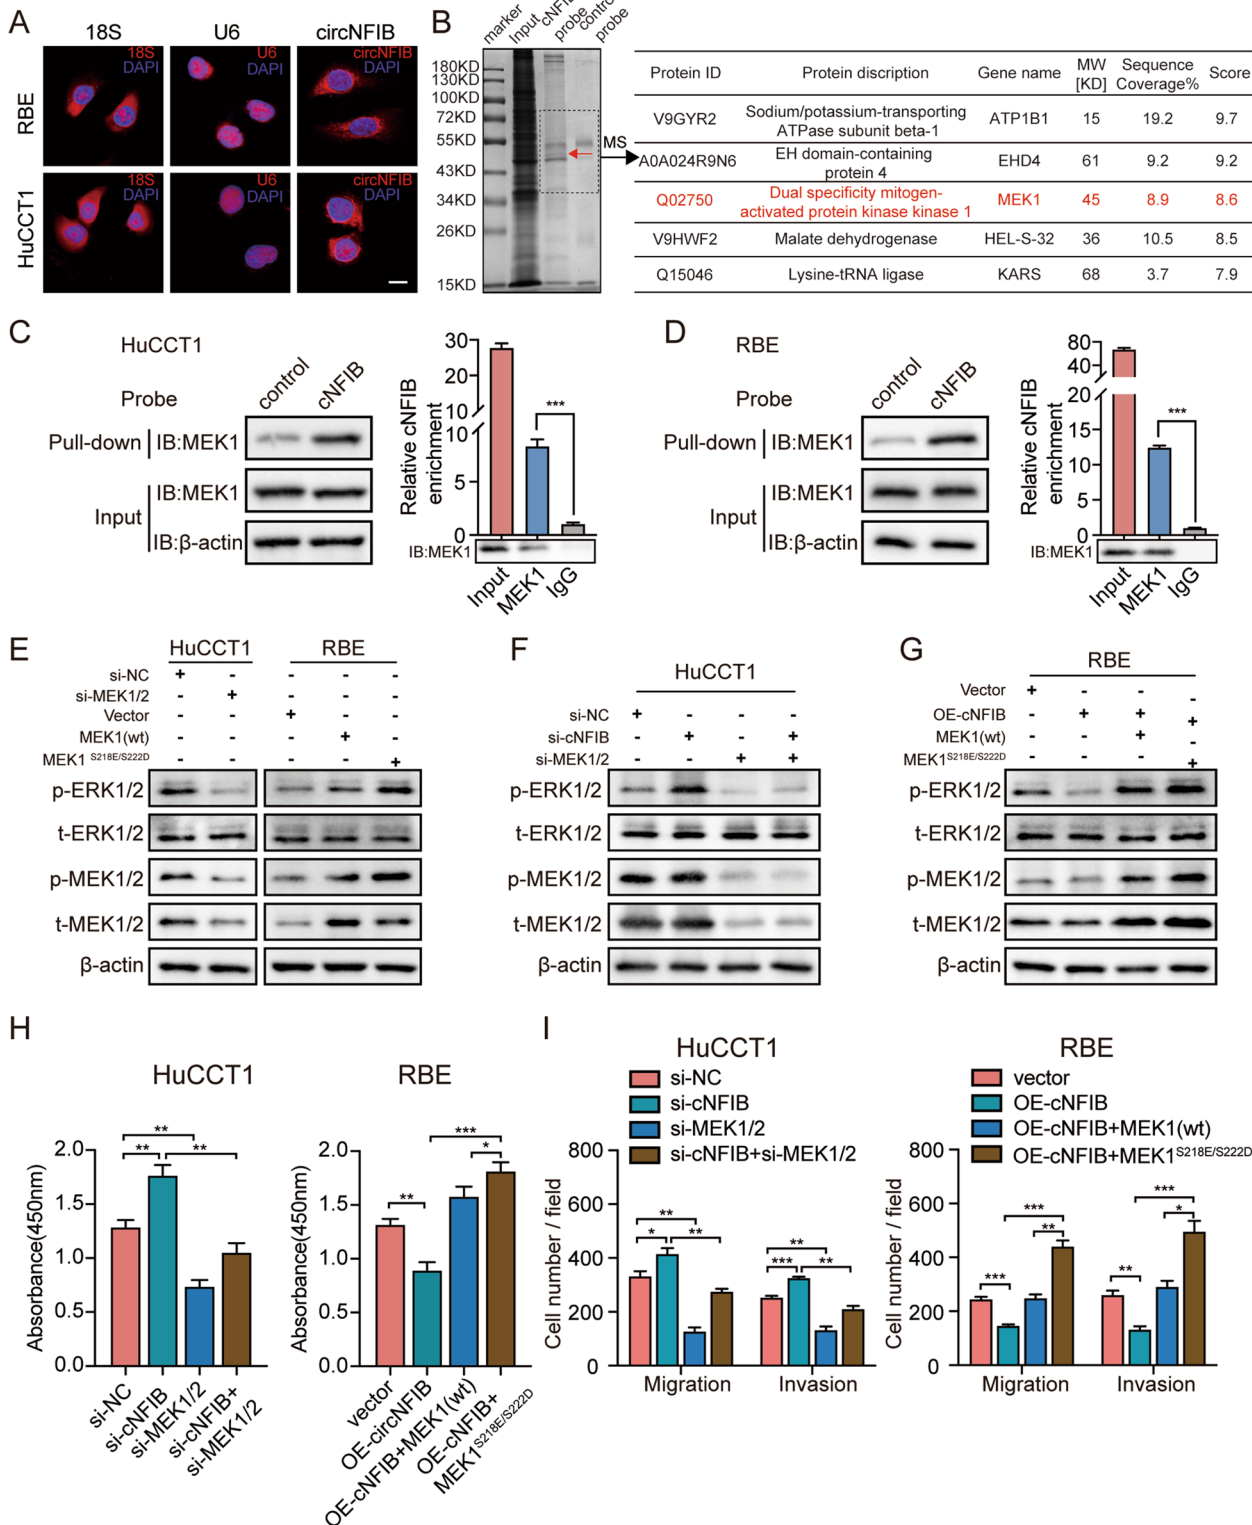 A
18S
U6
circNFIB
RBE
18S
DAPI
U6
DAPI
circNFIB
DAPI
HuCCT1
18S
DAPI
U6
DAPI
circNFIB
DAPI
B
marker
Input
cNFIB probe
control probe
180KD
130KD
100KD
72KD
55KD
43KD
34KD
26KD
15KD
MS
Protein ID Protein discription Gene name MW [KD] Sequence Coverage% Score
V9GYR2 Sodium/potassium-transporting ATPase subunit beta-1 ATP1B1 15 19.2 9.7
A0A024R9N6 EH domain-containing protein 4 EHD4 61 9.2 9.2
Q02750 Dual specificity mitogen-activated protein kinase kinase 1 MEK1 45 8.9 8.6
V9HWF2 Malate dehydrogenase HEL-S-32 36 10.5 8.5
Q15046 Lysine-tRNA ligase KARS 68 3.7 7.9
C
HuCCT1
Probe control cNFIB
Pull-down IB:MEK1
Input IB:MEK1
IB:β-actin
Relative cNFIB enrichment
30
20
10
10
5
0
***
IB:MEK1
Input MEK1 IgG
D
RBE
Probe control cNFIB
Pull-down IB:MEK1
Input IB:MEK1
IB:β-actin
Relative cNFIB enrichment
80
40
20
15
10
5
0
***
IB:MEK1
Input MEK1 IgG
E
HuCCT1 RBE
si-NC + - - - -
si-MEK1/2 - + - - -
Vector - - + - -
MEK1(wt) - - - + -
MEK1 S218E/S222D - - - - +
p-ERK1/2
t-ERK1/2
p-MEK1/2
t-MEK1/2
β-actin
F
HuCCT1
si-NC + - - -
si-cNFIB - + - +
si-MEK1/2 - - + +
p-ERK1/2
t-ERK1/2
p-MEK1/2
t-MEK1/2
β-actin
G
RBE
Vector + - - -
OE-cNFIB - + + +
MEK1(wt) - - + -
MEK1S218E/S222D - - - +
p-ERK1/2
t-ERK1/2
p-MEK1/2
t-MEK1/2
β-actin
H
HuCCT1
Absorbance(450nm)
2.0
1.5
1.0
0.5
0.0
**
**
**
si-NC
si-cNFIB
si-MEK1/2
si-cNFIB+
si-MEK1/2
RBE
Absorbance(450nm)
2.0
1.5
1.0
0.5
0.0
***
*
**
vector
OE-circNFIB
OE-cNFIB+MEK1(wt)
OE-cNFIB+
MEK1S218E/S222D
I
HuCCT1
si-NC
si-cNFIB
si-MEK1/2
si-cNFIB+si-MEK1/2
Cell number / field
800
600
400
200
0
**
*
**
**
***
**
Migration Invasion
RBE
vector
OE-cNFIB
OE-cNFIB+MEK1(wt)
OE-cNFIB+MEK1S218E/S222D
Cell number / field
800
600
400
200
0
***
**
***
***
*
**
Migration Invasion